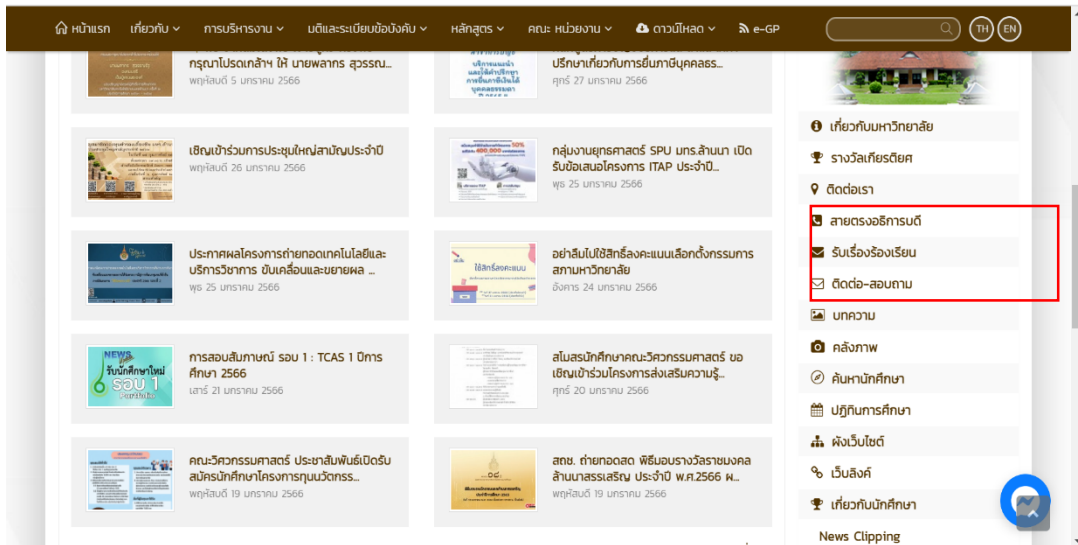 หน้าแรก เกี่ยวกับ การบริหารงาน มติและระเบียบข้อบังคับ หลักสูตร คณะ หน่วยงาน ดาวน์โหลด e-GP TH EN
กรุณาโปรดเกล้าฯ ให้ นายพลากร สุวรรณ...
พฤหัสบดี 5 มกราคม 2566
ปรึกษาเกี่ยวกับการยื่นภาษีบุคคลธรร...
ศุกร์ 27 มกราคม 2566
เชิญเข้าร่วมการประชุมใหญ่สามัญประจำปี
พฤหัสบดี 26 มกราคม 2566
กลุ่มงานยุทธศาสตร์ SPU มทร.ล้านนา เปิด
รับข้อเสนอโครงการ ITAP ประจำปี...
พุธ 25 มกราคม 2566
ประกาศผลโครงการถ่ายทอดเทคโนโลยีและ
บริการวิชาการ ขับเคลื่อนและขยายผล ...
พุธ 25 มกราคม 2566
ใช้สิทธิ์ลงคะแนน
อย่าลืมไปใช้สิทธิ์ลงคะแนนเลือกตั้งกรรมการ
สภามหาวิทยาลัย
อังคาร 24 มกราคม 2566
NEWS
รับนักศึกษาใหม่
รอบ 1
Portfolio
การสอบสัมภาษณ์ รอบ 1 : TCAS 1 ปีการ
ศึกษา 2566
เสาร์ 21 มกราคม 2566
สโมสรนักศึกษาคณะวิศวกรรมศาสตร์ ขอ
เชิญเข้าร่วมโครงการส่งเสริมความรู้...
ศุกร์ 20 มกราคม 2566
คณะวิศวกรรมศาสตร์ ประชาสัมพันธ์เปิดรับ
สมัครนักศึกษาโครงการทุนนวัตกรร...
พฤหัสบดี 19 มกราคม 2566
สถช. ถ่ายทอดสด พิธีมอบรางวัลราชมงคล
ล้านนาสรรเสริญ ประจำปี พ.ศ.2566 ผ...
พฤหัสบดี 19 มกราคม 2566
เกี่ยวกับมหาวิทยาลัย
รางวัลเกียรติยศ
ติดต่อเรา
สายตรงอธิการบดี
รับเรื่องร้องเรียน
ติดต่อ-สอบถาม
บทความ
คลังภาพ
ค้นหานักศึกษา
ปฏิทินการศึกษา
ผังเว็บไซต์
เว็บลิงค์
เกี่ยวกับนักศึกษา
News Clipping